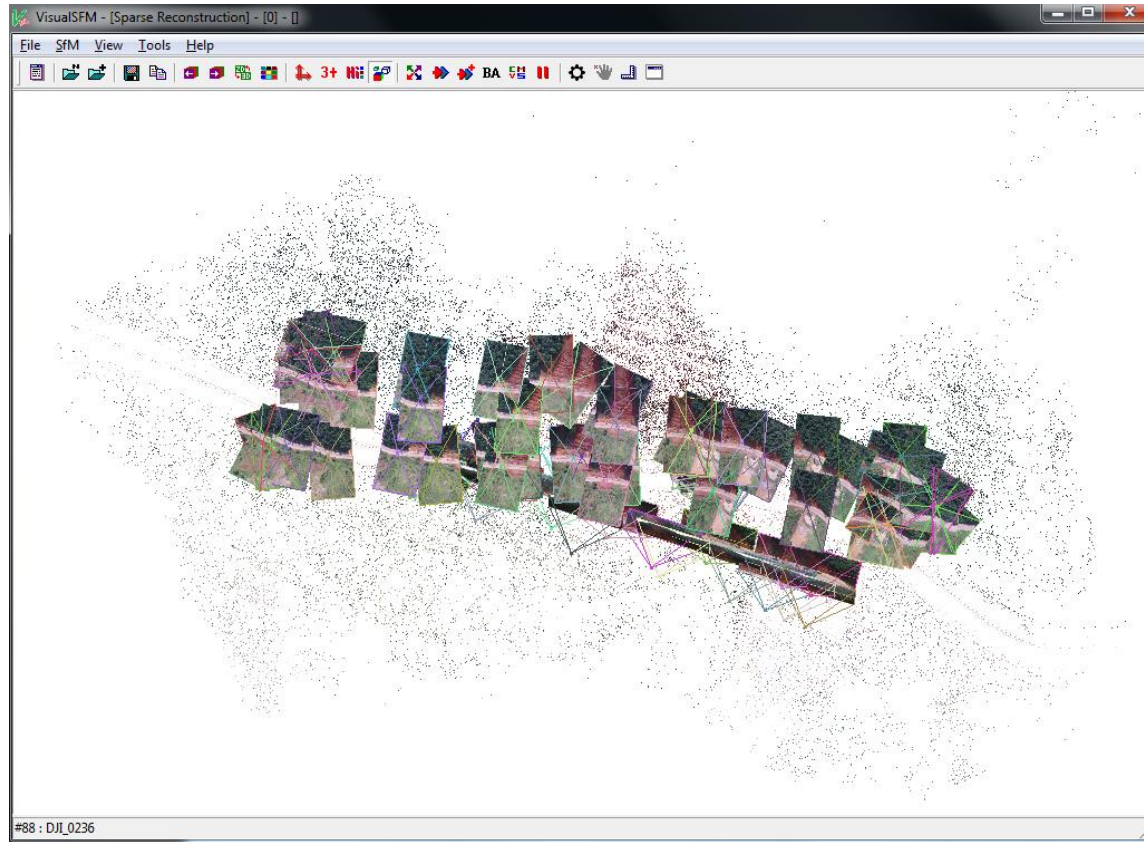 VisualSFM - [Sparse Reconstruction] - [0] - []
File SfM View Tools Help
3+ BA
#88 : DJI_0236